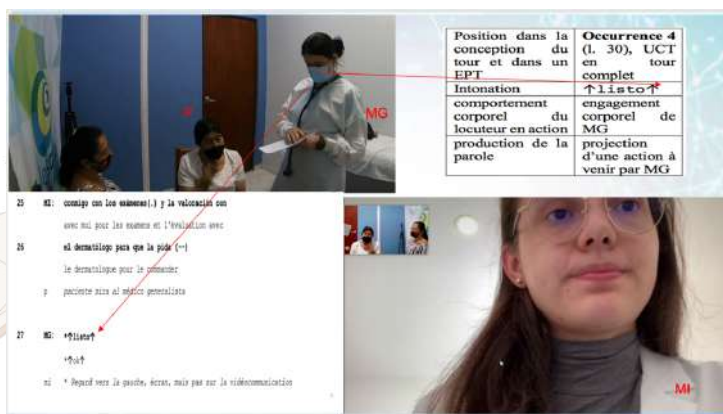 MG
Position dans la conception du tour et dans un EPT
Occurrence 4 (l. 30), UCT en tour complet
Intonation
↑listo↑
comportement corporel du locuteur en action
engagement corporel de MG
production de la parole
projection d'une action à venir par MG
25 MI: conmigo con los exámenes(.) y la valoración con
avec moi pour les examens et l'évaluation avec
26 el dermatólogo para que la pida (--)
le dermatologue pour le commander
p paciente mira al médico generalista
27 MG: +↑listo↑
+↑ok↑
mi * Regard vers la gauche, écran, mais pas sur la vidéocommunication
MI